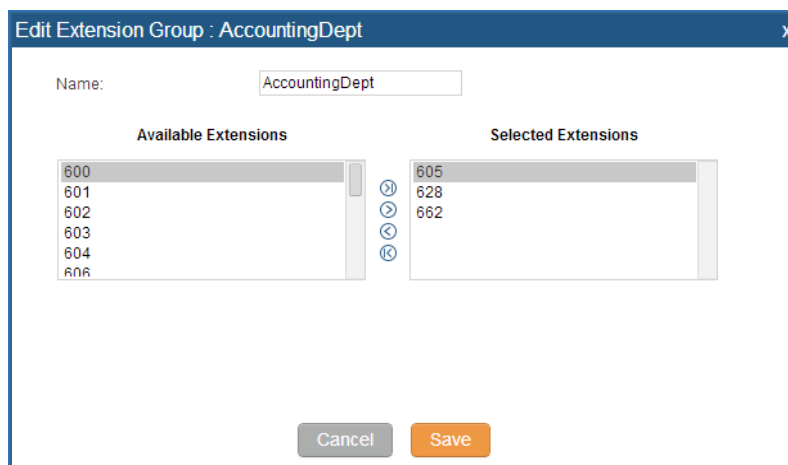 Edit Extension Group : AccountingDept x
Name: AccountingDept
Available Extensions Selected Extensions
600 605
601 628
602 662
603
604
606
Cancel Save